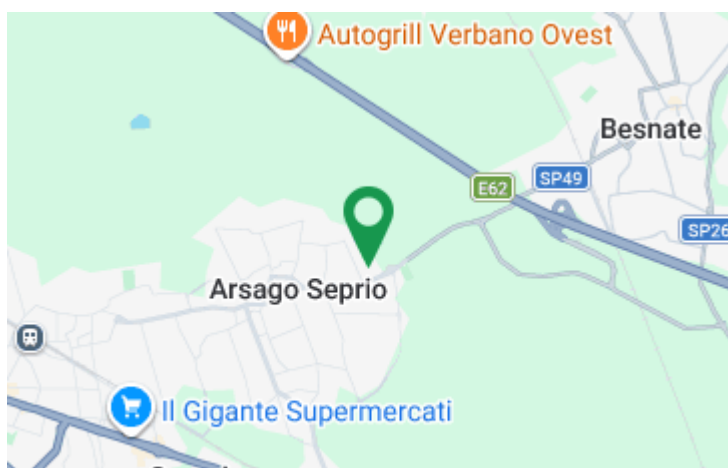 Autogrill Verbano Ovest
Besnate
E62
SP49
SP26
Arsago Seprio
Il Gigante Supermercati